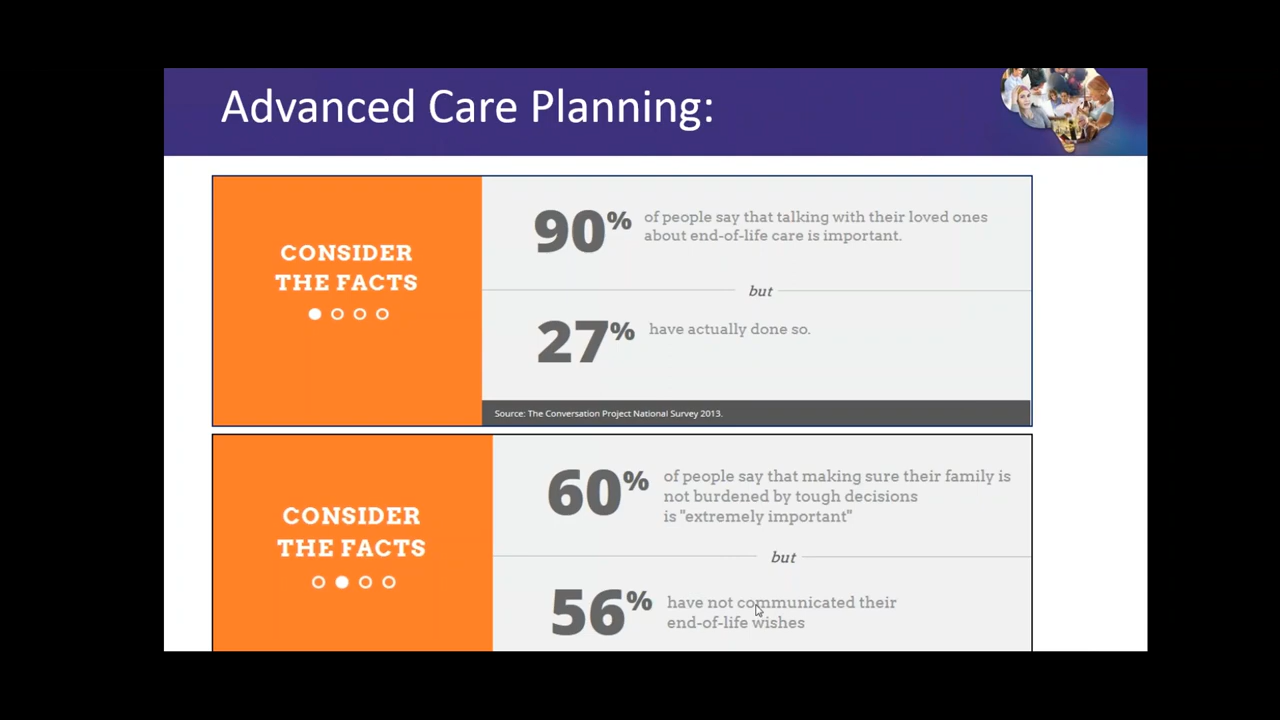 Advanced Care Planning:
CONSIDER
THE FACTS
90% of people say that talking with their loved ones
about end-of-life care is important.
but
27% have actually done so.
Source: The Conversation Project National Survey 2013.
CONSIDER
THE FACTS
60% of people say that making sure their family is
not burdened by tough decisions
is "extremely important"
but
56% have not communicated their
end-of-life wishes